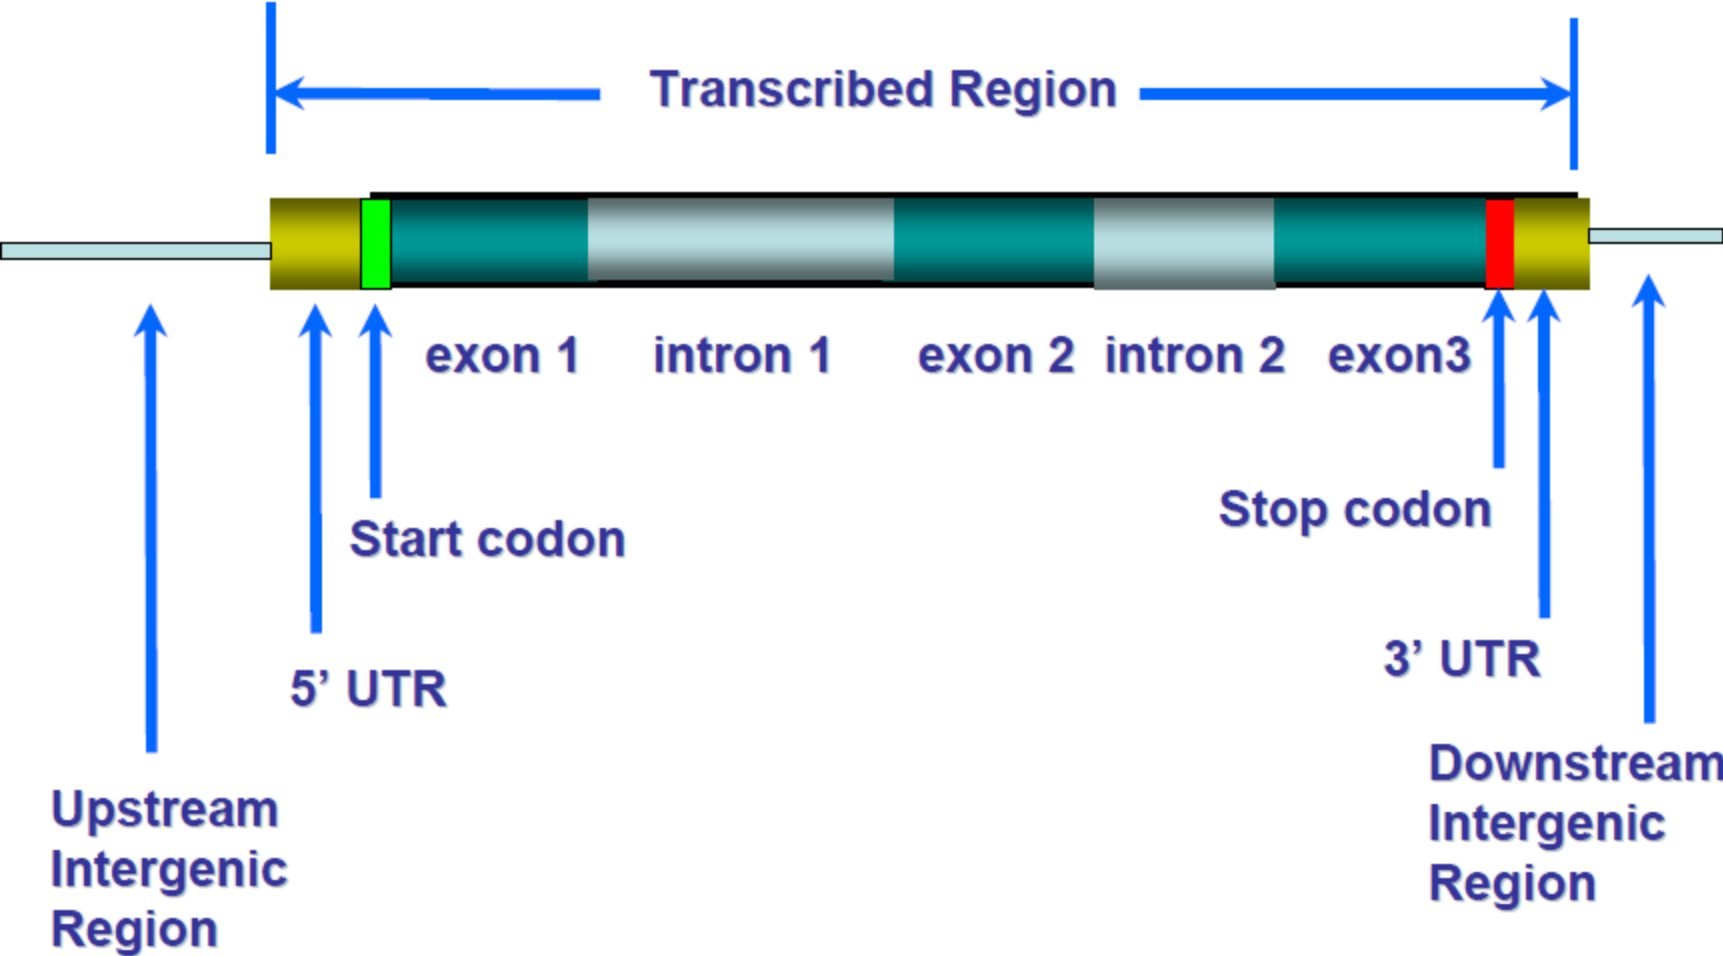 Transcribed Region
exon 1
intron 1
exon 2
intron 2
exon3
Start codon
Stop codon
5’ UTR
3’ UTR
Upstream
Intergenic
Region
Downstream
Intergenic
Region